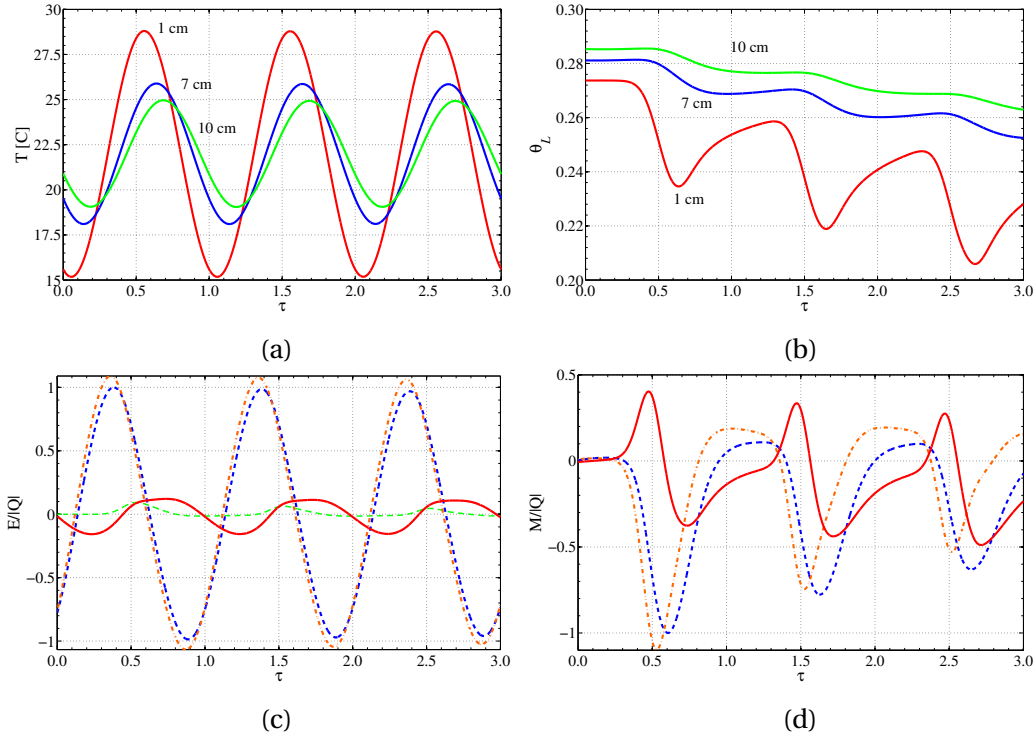 30
27.5
25
22.5
20
17.5
15
T [C]
1 cm
7 cm
10 cm
0.0 0.5 1.0 1.5 2.0 2.5 3.0
τ
(a)
0.30
0.28
0.26
0.24
0.22
0.20
θL
10 cm
7 cm
1 cm
0.0 0.5 1.0 1.5 2.0 2.5 3.0
τ
(b)
1
0.5
0
−0.5
−1
E/|Q|
0.0 0.5 1.0 1.5 2.0 2.5 3.0
τ
(c)
0.5
0
−0.5
−1
M/|Q|
0.0 0.5 1.0 1.5 2.0 2.5 3.0
τ
(d)